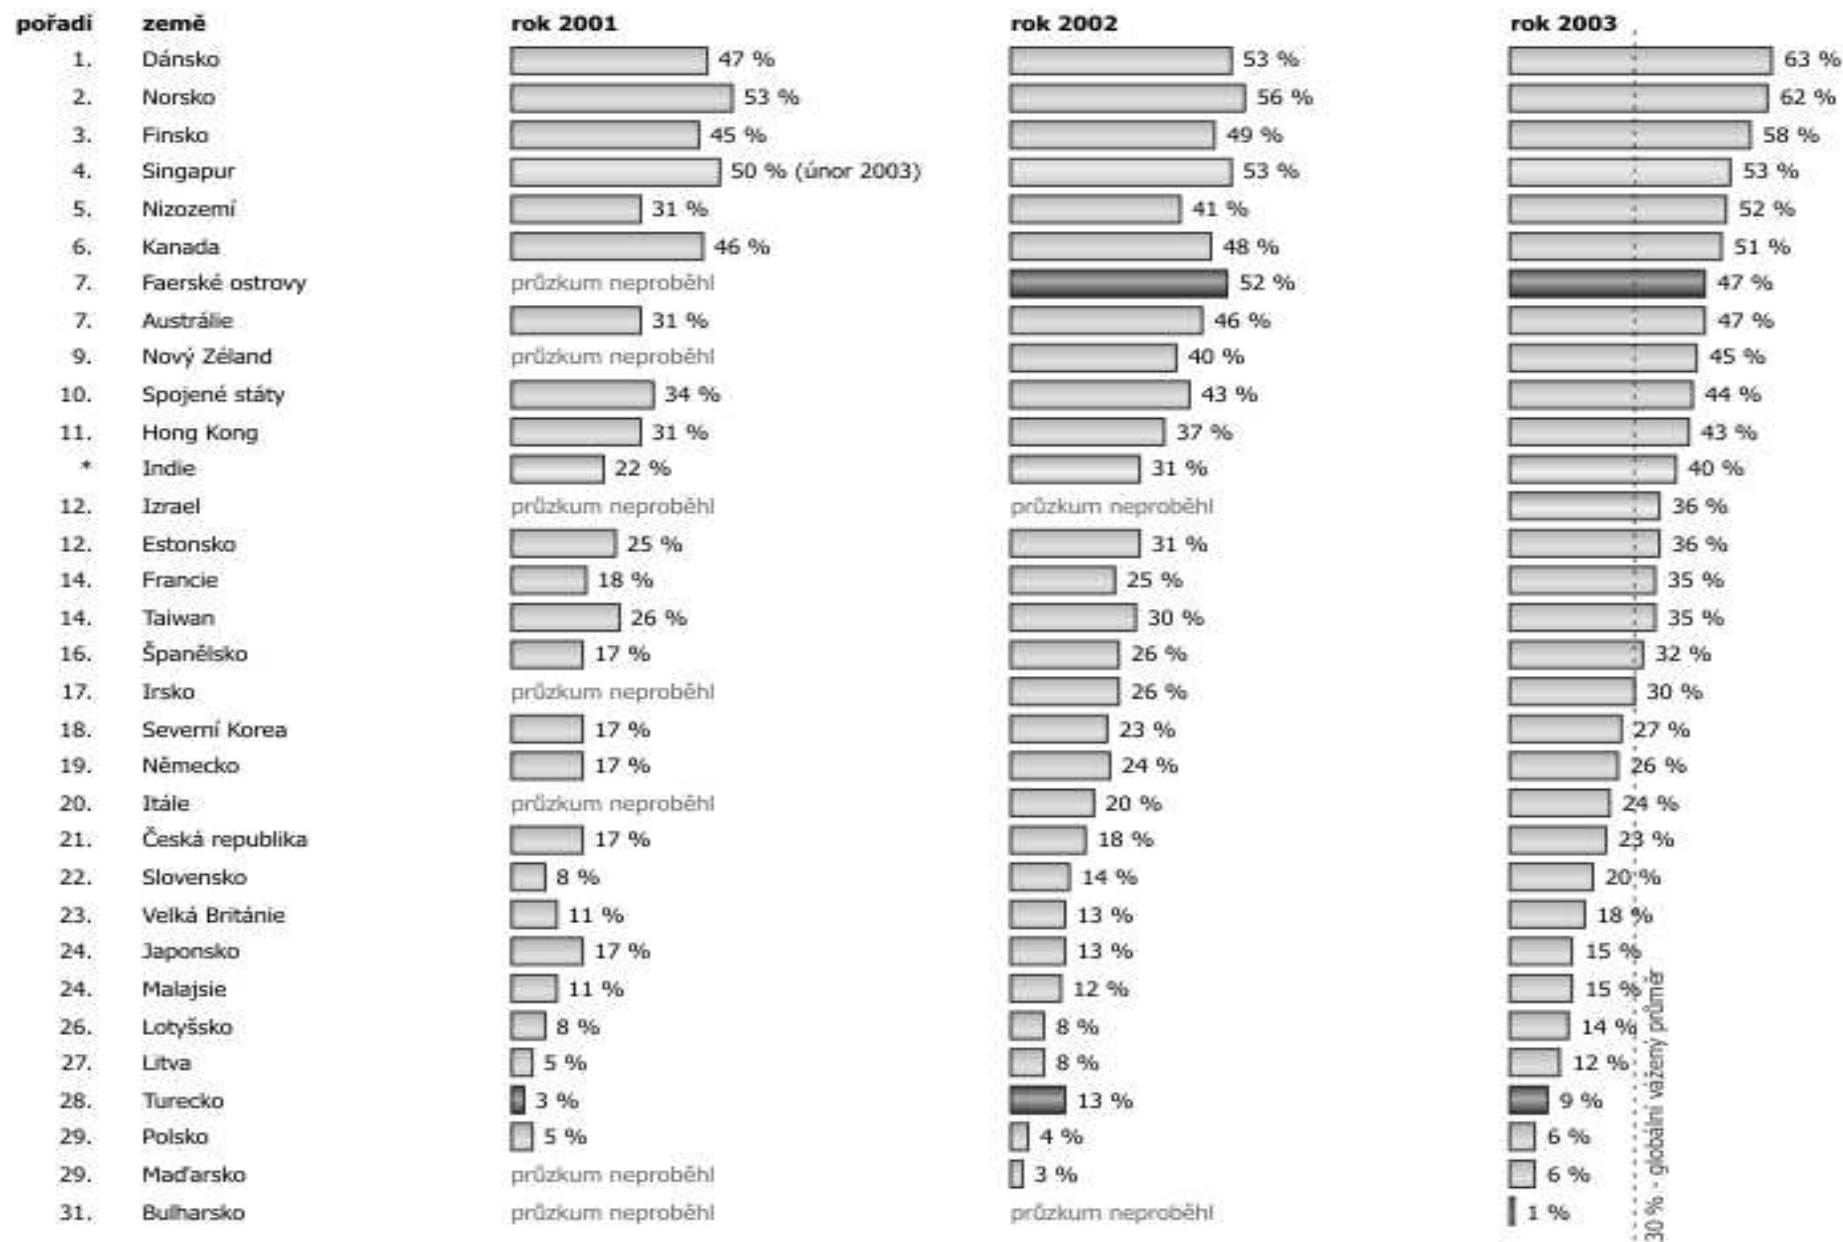 pořadí země rok 2001 rok 2002 rok 2003
1. Dánsko 47 % 53 % 63 %
2. Norsko 53 % 56 % 62 %
3. Finsko 45 % 49 % 58 %
4. Singapur 50 % (únor 2003) 53 % 53 %
5. Nizozemí 31 % 41 % 52 %
6. Kanada 46 % 48 % 51 %
7. Faerské ostrovy průzkum neproběhl 52 % 47 %
7. Austrálie 31 % 46 % 47 %
9. Nový Zéland průzkum neproběhl 40 % 45 %
10. Spojené státy 34 % 43 % 44 %
11. Hong Kong 31 % 37 % 43 %
* Indie 22 % 31 % 40 %
12. Izrael průzkum neproběhl průzkum neproběhl 36 %
12. Estonsko 25 % 31 % 36 %
14. Francie 18 % 25 % 35 %
14. Taiwan 26 % 30 % 35 %
16. Španělsko 17 % 26 % 32 %
17. Irsko průzkum neproběhl 26 % 30 %
18. Severní Korea 17 % 23 % 27 %
19. Německo 17 % 24 % 26 %
20. Itále průzkum neproběhl 20 % 24 %
21. Česká republika 17 % 18 % 23 %
22. Slovensko 8 % 14 % 20 %
23. Velká Británie 11 % 13 % 18 %
24. Japonsko 17 % 13 % 15 %
24. Malajsie 11 % 12 % 15 %
26. Lotyšsko 8 % 8 % 14 %
27. Litva 5 % 8 % 12 %
28. Turecko 3 % 13 % 9 %
29. Polsko 5 % 4 % 6 %
29. Maďarsko průzkum neproběhl 3 % 6 %
31. Bulharsko průzkum neproběhl průzkum neproběhl 1 %
30 % - globální vážený průměr